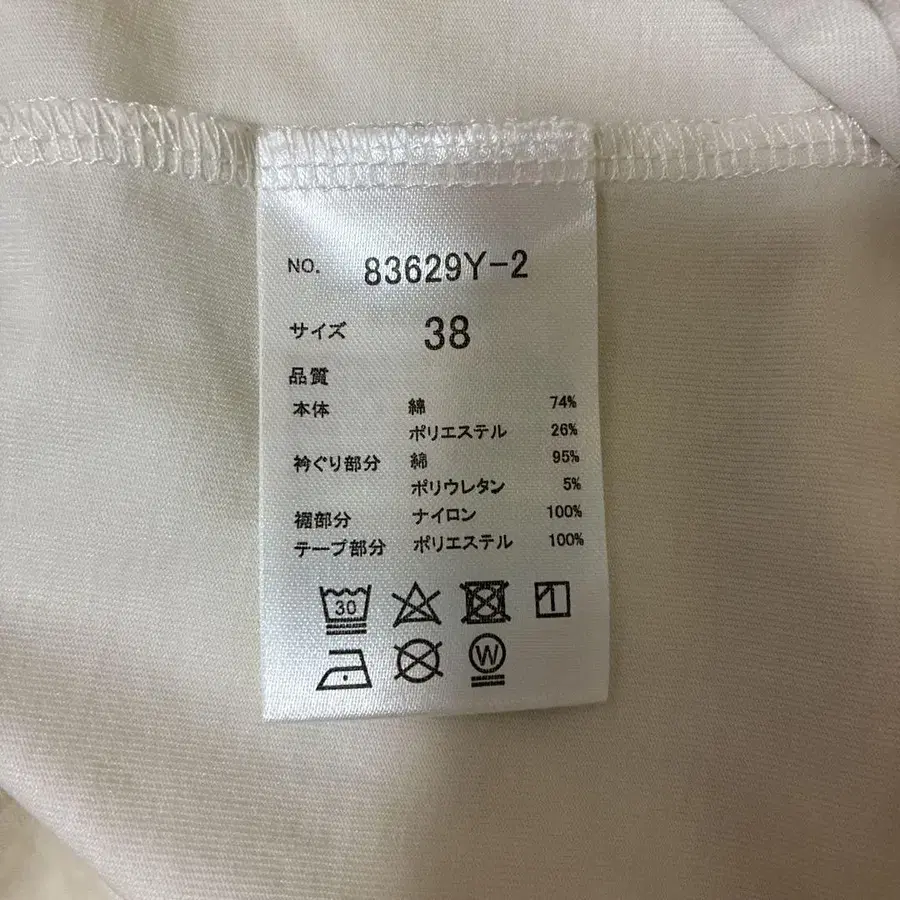 NO. 83629Y-2
サイズ 38
品質
本体 綿 74%
ポリエステル 26%
衿ぐり部分 綿 95%
ポリウレタン 5%
裾部分 ナイロン 100%
テープ部分 ポリエステル 100%
30
W